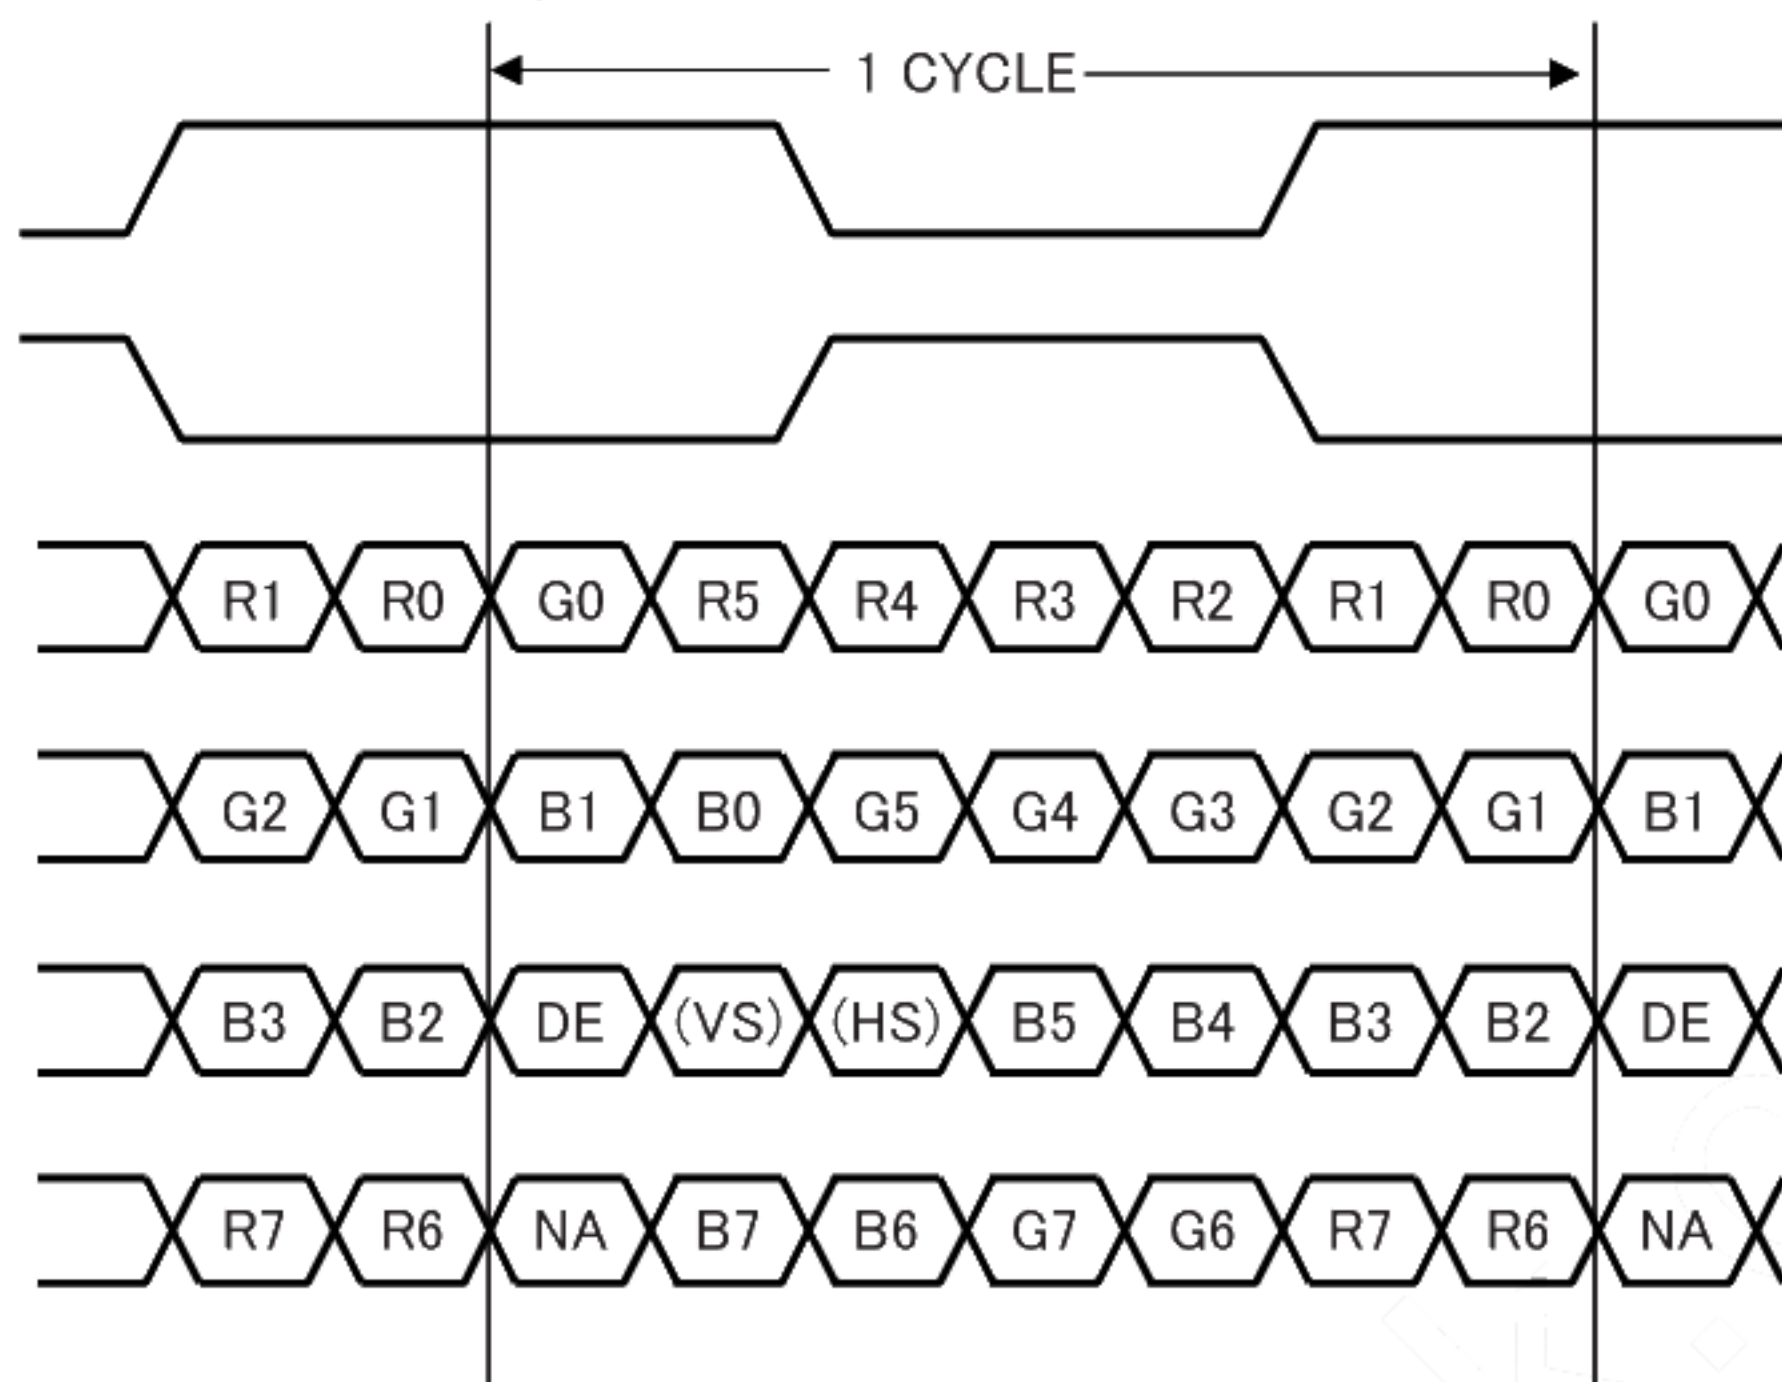 1 CYCLE
R1 R0 G0 R5 R4 R3 R2 R1 R0 G0
G2 G1 B1 B0 G5 G4 G3 G2 G1 B1
B3 B2 DE (VS) (HS) B5 B4 B3 B2 DE
R7 R6 NA B7 B6 G7 G6 R7 R6 NA